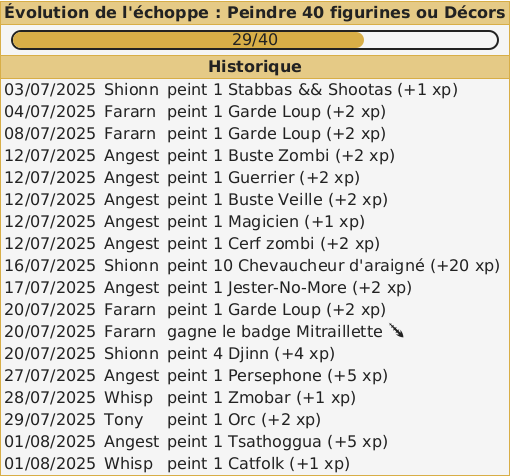 Évolution de l'échoppe : Peindre 40 figurines ou Décors
29/40
Historique
03/07/2025 Shionn peint 1 Stabbas && Shootas (+1 xp)
04/07/2025 Fararn peint 1 Garde Loup (+2 xp)
08/07/2025 Fararn peint 1 Garde Loup (+2 xp)
12/07/2025 Angest peint 1 Buste Zombi (+2 xp)
12/07/2025 Angest peint 1 Guerrier (+2 xp)
12/07/2025 Angest peint 1 Buste Veille (+2 xp)
12/07/2025 Angest peint 1 Magicien (+1 xp)
12/07/2025 Angest peint 1 Cerf zombi (+2 xp)
16/07/2025 Shionn peint 10 Chevaucheur d'araigné (+20 xp)
17/07/2025 Angest peint 1 Jester-No-More (+2 xp)
20/07/2025 Fararn peint 1 Garde Loup (+2 xp)
20/07/2025 Fararn gagne le badge Mitraillette
20/07/2025 Shionn peint 4 Djinn (+4 xp)
27/07/2025 Angest peint 1 Persephone (+5 xp)
28/07/2025 Whisp peint 1 Zmobar (+1 xp)
29/07/2025 Tony peint 1 Orc (+2 xp)
01/08/2025 Angest peint 1 Tsathoggua (+5 xp)
01/08/2025 Whisp peint 1 Catfolk (+1 xp)